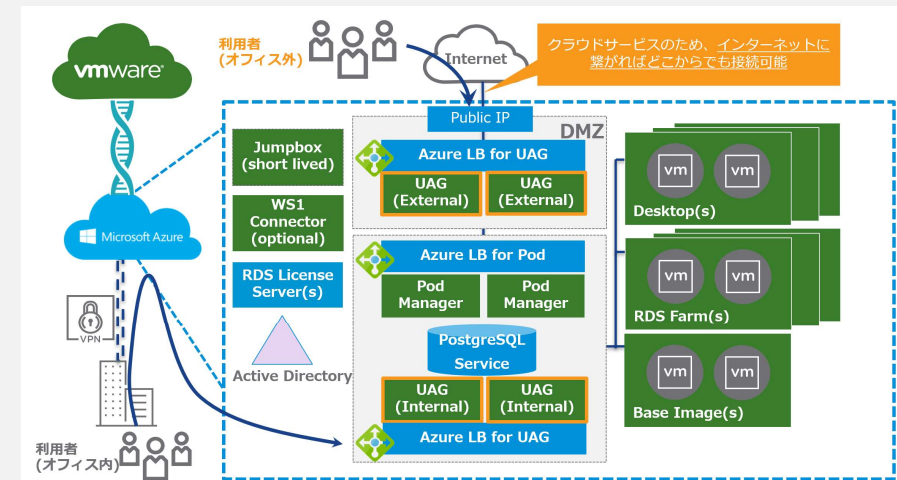 vmware®
利用者
(オフィス外)
Internet
クラウドサービスのため、インターネットに
繋がればどこからでも接続可能
Public IP
DMZ
Azure LB for UAG
UAG
(External)
UAG
(External)
Jumpbox
(short lived)
WS1
Connector
(optional)
RDS License
Server(s)
Active Directory
Microsoft Azure
VPN
利用者
(オフィス内)
Azure LB for Pod
Pod
Manager
Pod
Manager
PostgreSQL
Service
UAG
(Internal)
UAG
(Internal)
Azure LB for UAG
vm
vm
Desktop(s)
vm
vm
RDS Farm(s)
vm
vm
Base Image(s)